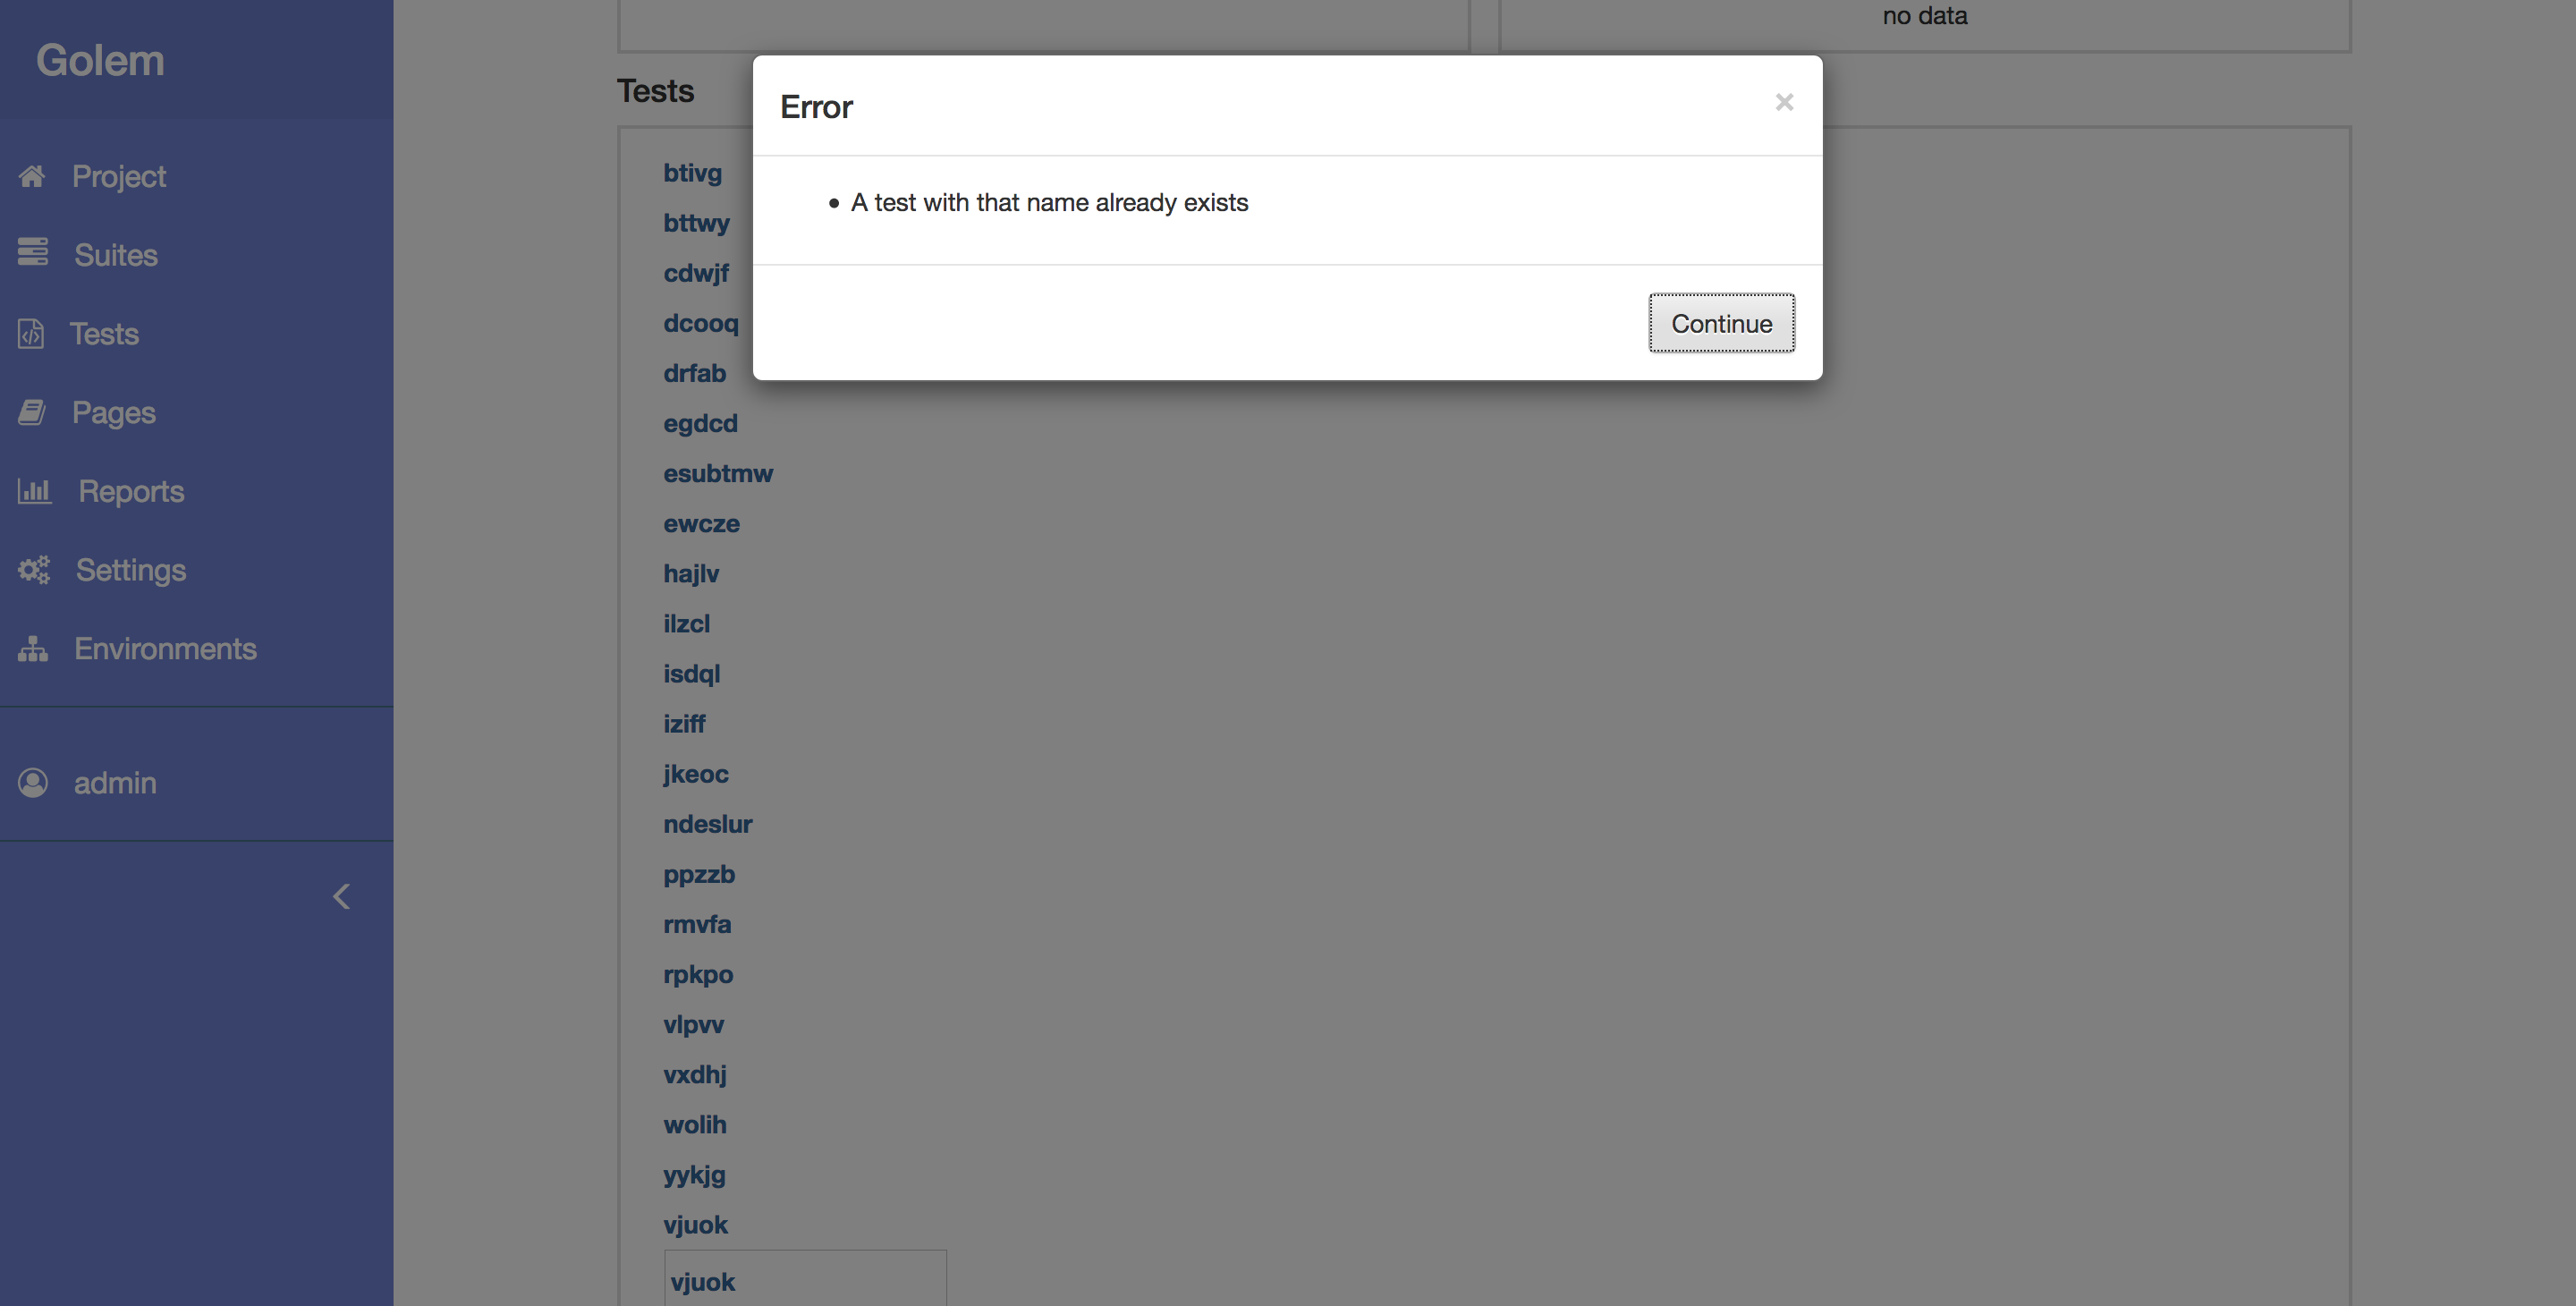 Golem
Project
Suites
Tests
Pages
Reports
Settings
Environments
admin
no data
Tests
Error
×
• A test with that name already exists
Continue
btivg
bttwy
cdwjf
dcooq
drfab
egdcd
esubtmw
ewcze
hajlv
ilzcl
isdql
iziff
jkeoc
ndeslur
ppzzb
rmvfa
rpkpo
vlpvv
vxdhj
wolih
yykjg
vjuok
vjuok